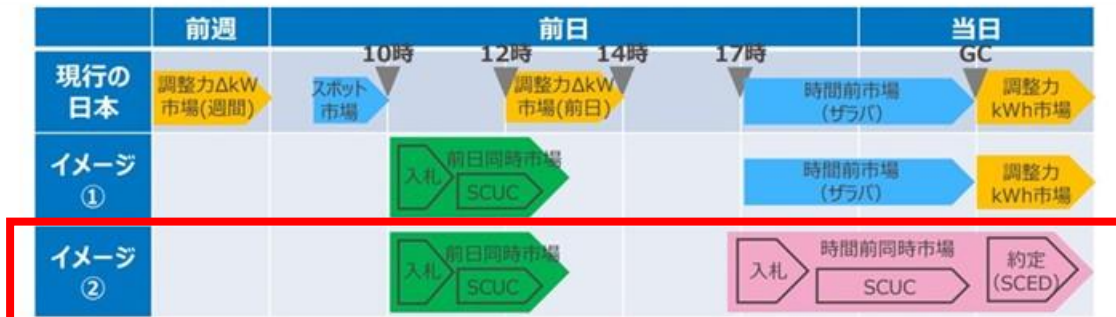 前週
前日
当日
10時
12時
14時
17時
GC
現行の
日本
調整力ΔkW
市場(週間)
スポット
市場
調整力ΔkW
市場(前日)
時間前市場
(ザラバ)
調整力
kWh市場
イメージ
①
入札
前日同時市場
SCUC
時間前市場
(ザラバ)
調整力
kWh市場
イメージ
②
入札
前日同時市場
SCUC
入札
時間前同時市場
SCUC
約定
(SCED)